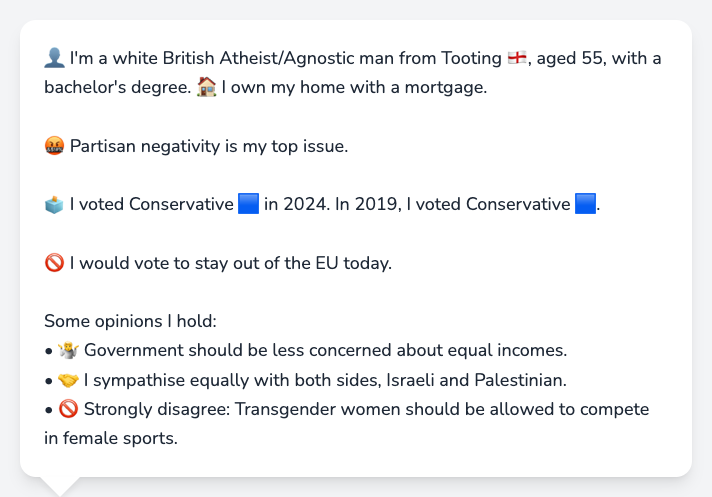 👤 I'm a white British Atheist/Agnostic man from Tooting 🏴󠁧󠁢󠁥󠁮󠁧󠁿, aged 55, with a
bachelor's degree. 🏠 I own my home with a mortgage.
🤬 Partisan negativity is my top issue.
🗳️ I voted Conservative 🟦 in 2024. In 2019, I voted Conservative 🟦.
🚫 I would vote to stay out of the EU today.
Some opinions I hold:
• 🤷 Government should be less concerned about equal incomes.
• 🤝 I sympathise equally with both sides, Israeli and Palestinian.
• 🚫 Strongly disagree: Transgender women should be allowed to compete
in female sports.